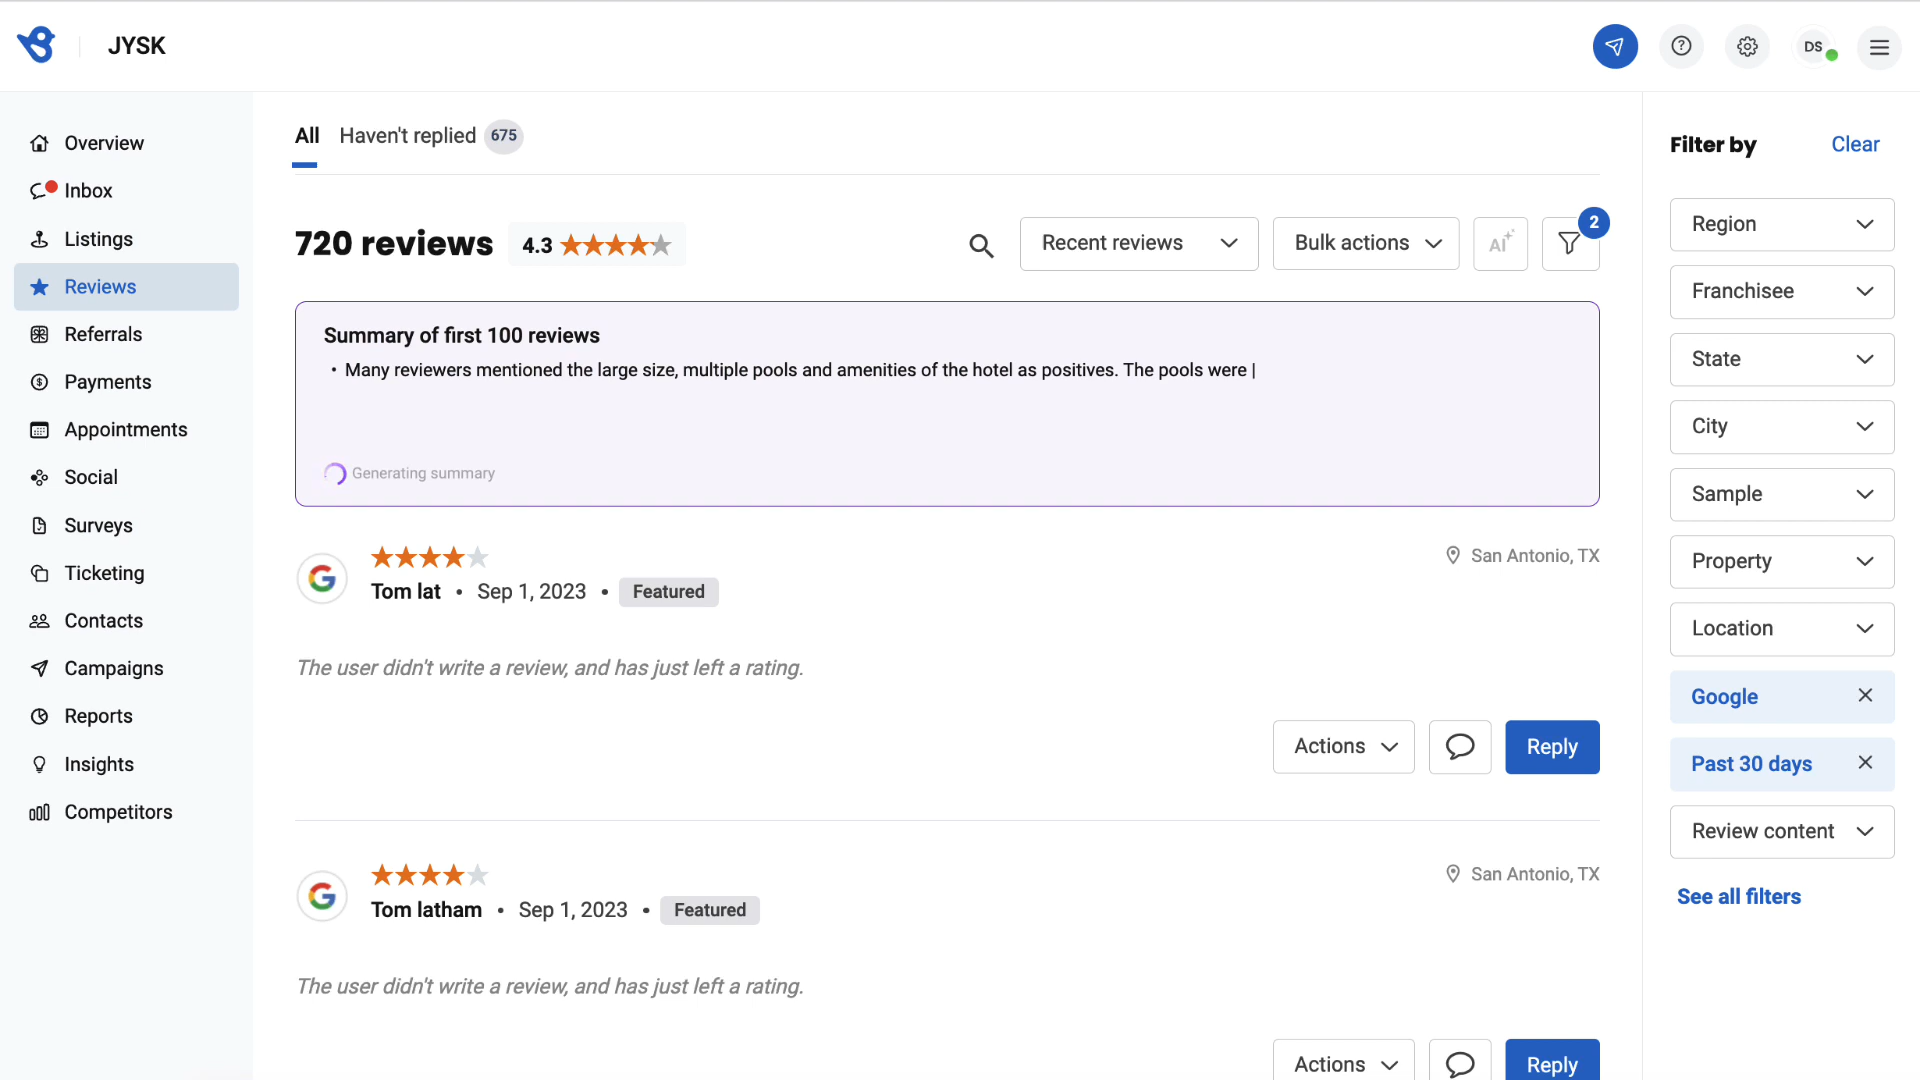 JYSK
DS
Overview
Inbox
Listings
Reviews
Referrals
Payments
Appointments
Social
Surveys
Ticketing
Contacts
Campaigns
Reports
Insights
Competitors
All Haven't replied 675
720 reviews 4.3
Recent reviews
Bulk actions
AI
2
Summary of first 100 reviews
• Many reviewers mentioned the large size, multiple pools and amenities of the hotel as positives. The pools were |
Generating summary
San Antonio, TX
Tom lat • Sep 1, 2023 • Featured
The user didn't write a review, and has just left a rating.
Actions Reply
San Antonio, TX
Tom latham • Sep 1, 2023 • Featured
The user didn't write a review, and has just left a rating.
Actions Reply
Filter by Clear
Region
Franchisee
State
City
Sample
Property
Location
Google
Past 30 days
Review content
See all filters